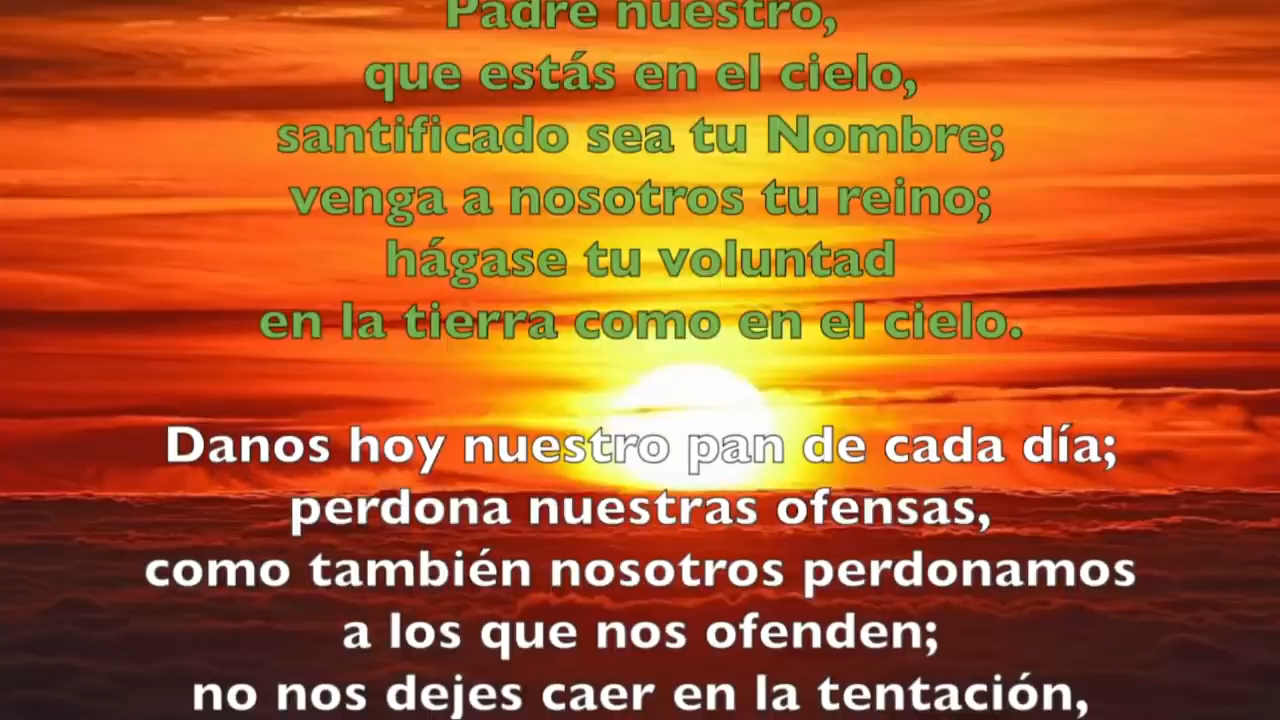 Padre nuestro,
que estás en el cielo,
santificado sea tu Nombre;
venga a nosotros tu reino;
hágase tu voluntad
en la tierra como en el cielo.
Danos hoy nuestro pan de cada día;
perdona nuestras ofensas,
como también nosotros perdonamos
a los que nos ofenden;
no nos dejes caer en la tentación,